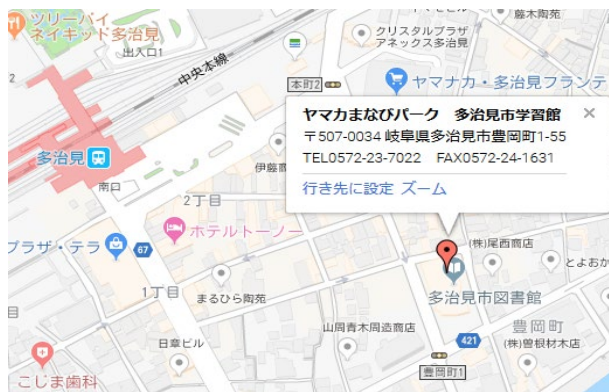 ツリーパイ
ネイキッド多治見
出入口1
2
中央本線
クリスタルプラザ
アネックス多治見
藤木陶苑
本町2
ヤマナカ・多治見フランテ
ヤマカまなびパーク 多治見市学習館
×
〒507-0034 岐阜県多治見市豊岡町1-55
TEL0572-23-7022 FAX0572-24-1631
行き先に設定 ズーム
多治見
南口
伊藤
2丁目
ホテルトーノー
プラザ・テラ
67
(株)尾西商店
とよおか
1丁目
まるひら陶苑
多治見市図書館
山周青木周造商店
日章ビル
421
豊岡町
(株)曽根材木店
豊岡町1
こじま歯科